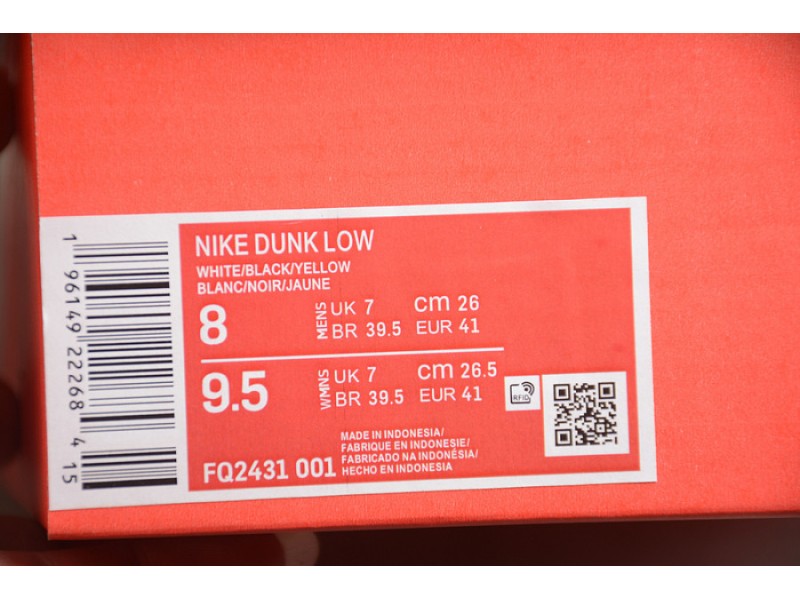 1 96149 22268 4 15
NIKE DUNK LOW
WHITE/BLACK/YELLOW
BLANC/NOIR/JAUNE
8 MENS UK 7 cm 26
BR 39.5 EUR 41
9.5 WMNS UK 7 cm 26.5
BR 39.5 EUR 41
RFID
FQ2431 001
MADE IN INDONESIA/
FABRIQUE EN INDONESIE/
FABRICADO NA INDONÉSIA/
HECHO EN INDONESIA